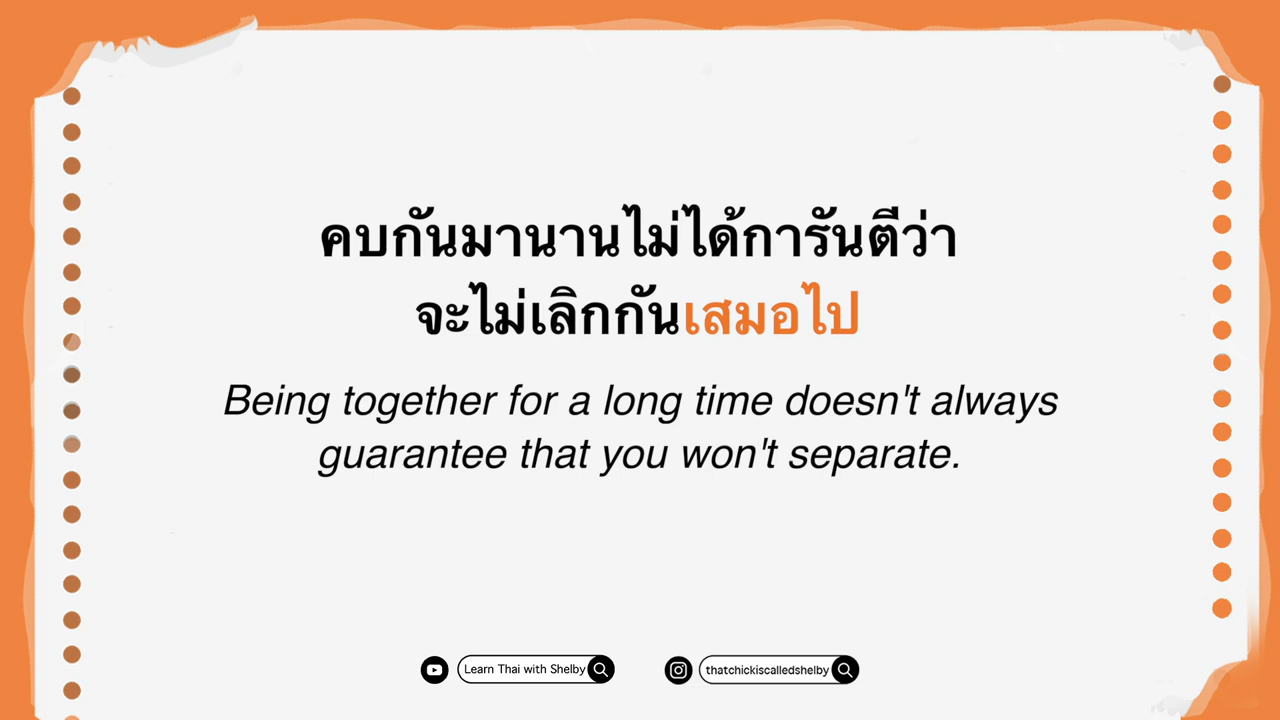 คบกันมานานไม่ได้การันตีว่า
จะไม่เลิกกันเสมอไป
Being together for a long time doesn't always
guarantee that you won't separate.
Learn Thai with Shelby
thatchickiscalledshelby